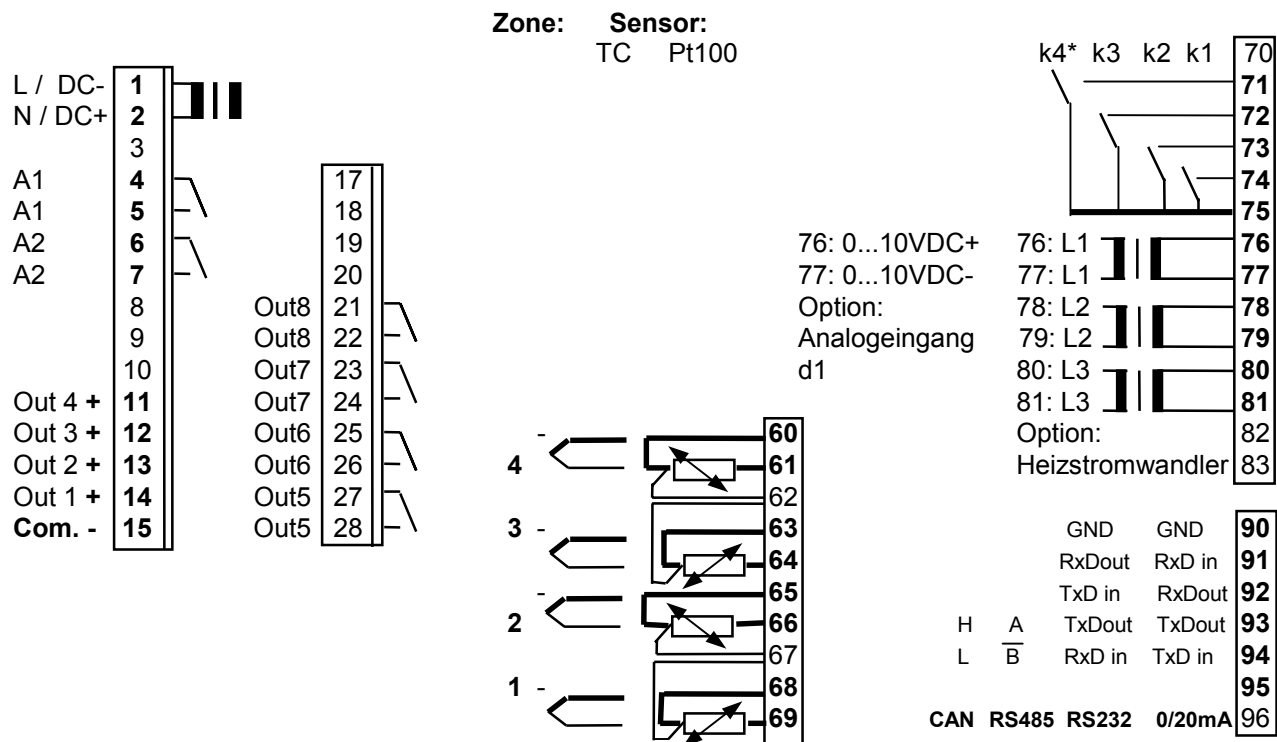 Zone: Sensor:
TC Pt100
L / DC- 1
N / DC+ 2
3
A1 4
A1 5
A2 6
A2 7
8
9
10
Out 4 + 11
Out 3 + 12
Out 2 + 13
Out 1 + 14
Com. - 15
17
18
19
20
Out8 21
Out8 22
Out7 23
Out7 24
Out6 25
Out6 26
Out5 27
Out5 28
4 - 60
61
62
3 - 63
64
2 - 65
66
67
1 - 68
69
k4* k3 k2 k1 70
71
72
73
74
75
76: 0...10VDC+ 76: L1 76
77: 0...10VDC- 77: L1 77
Option: 78: L2 78
Analogeingang 79: L2 79
d1 80: L3 80
81: L3 81
Option: 82
Heizstromwandler 83
GND GND 90
RxDout RxD in 91
TxD in RxDout 92
H A TxDout TxDout 93
L B RxD in TxD in 94
95
CAN RS485 RS232 0/20mA 96